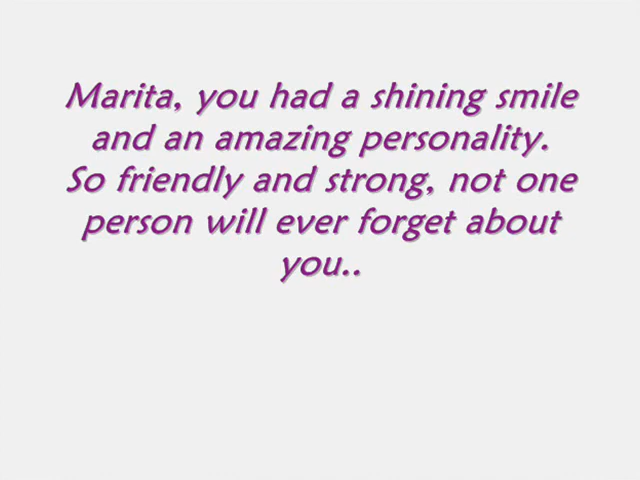 Marita, you had a shining smile
and an amazing personality.
So friendly and strong, not one
person will ever forget about
you..